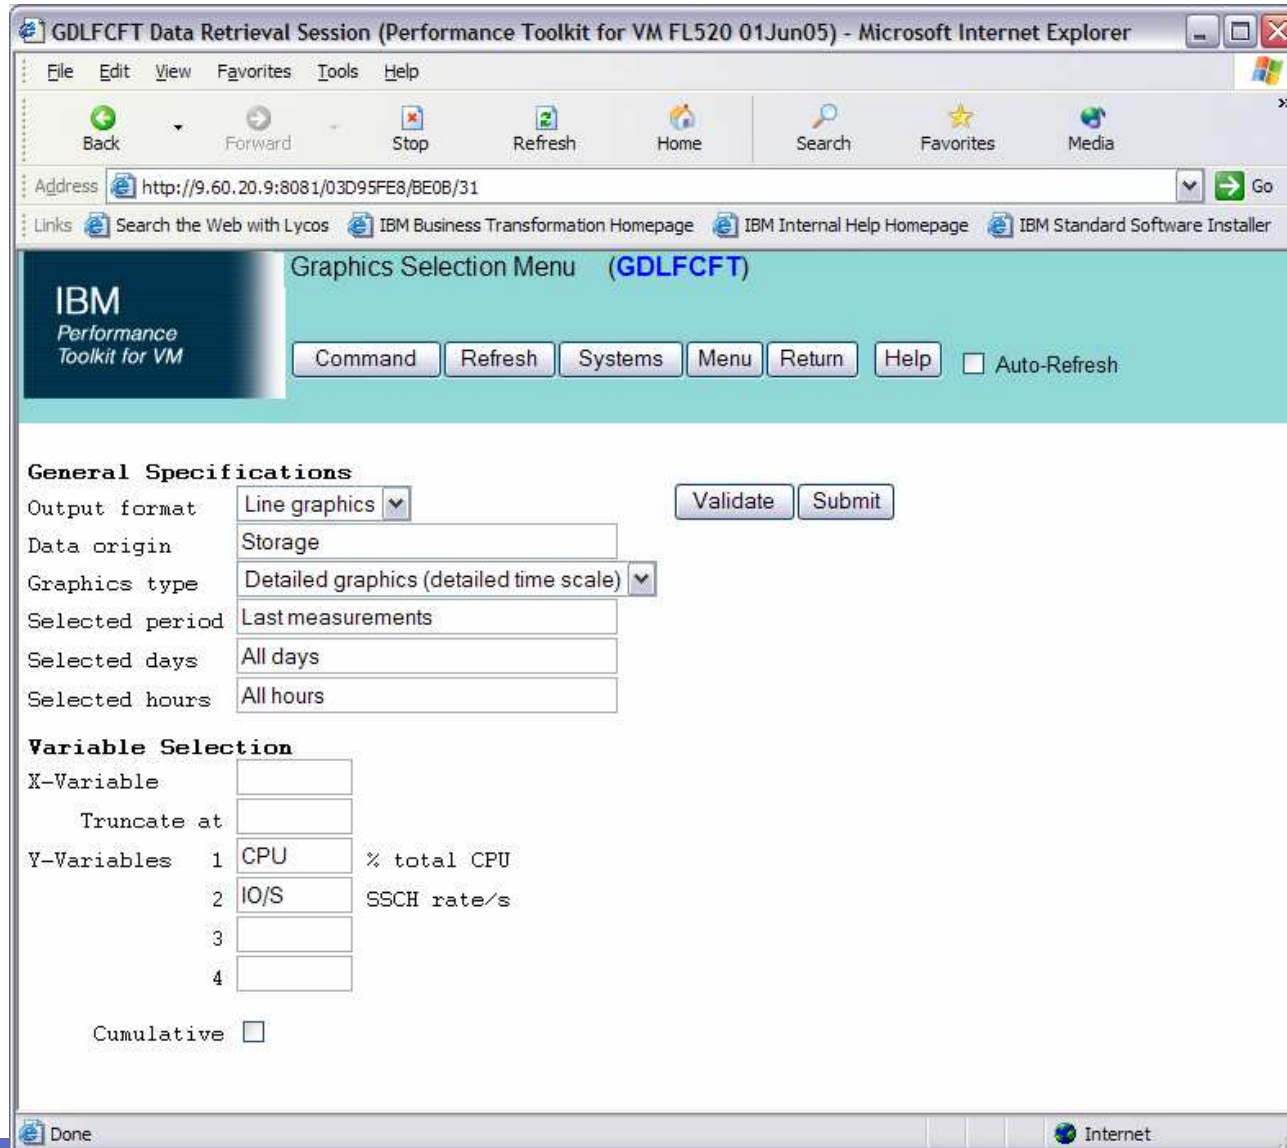 GDLFCFT Data Retrieval Session (Performance Toolkit for VM FL520 01Jun05) - Microsoft Internet Explorer
File Edit View Favorites Tools Help
Back Forward Stop Refresh Home Search Favorites Media
Address http://9.60.20.9:8081/03D95FE8/BE0B/31 Go
Links Search the Web with Lycos IBM Business Transformation Homepage IBM Internal Help Homepage IBM Standard Software Installer
Graphics Selection Menu (GDLFCFT)
IBM
Performance
Toolkit for VM
Command Refresh Systems Menu Return Help Auto-Refresh
General Specifications
Output format Line graphics Validate Submit
Data origin Storage
Graphics type Detailed graphics (detailed time scale)
Selected period Last measurements
Selected days All days
Selected hours All hours
Variable Selection
X-Variable
Truncate at
Y-Variables 1 CPU % total CPU
2 IO/S SSCH rate/s
3
4
Cumulative
Done Internet